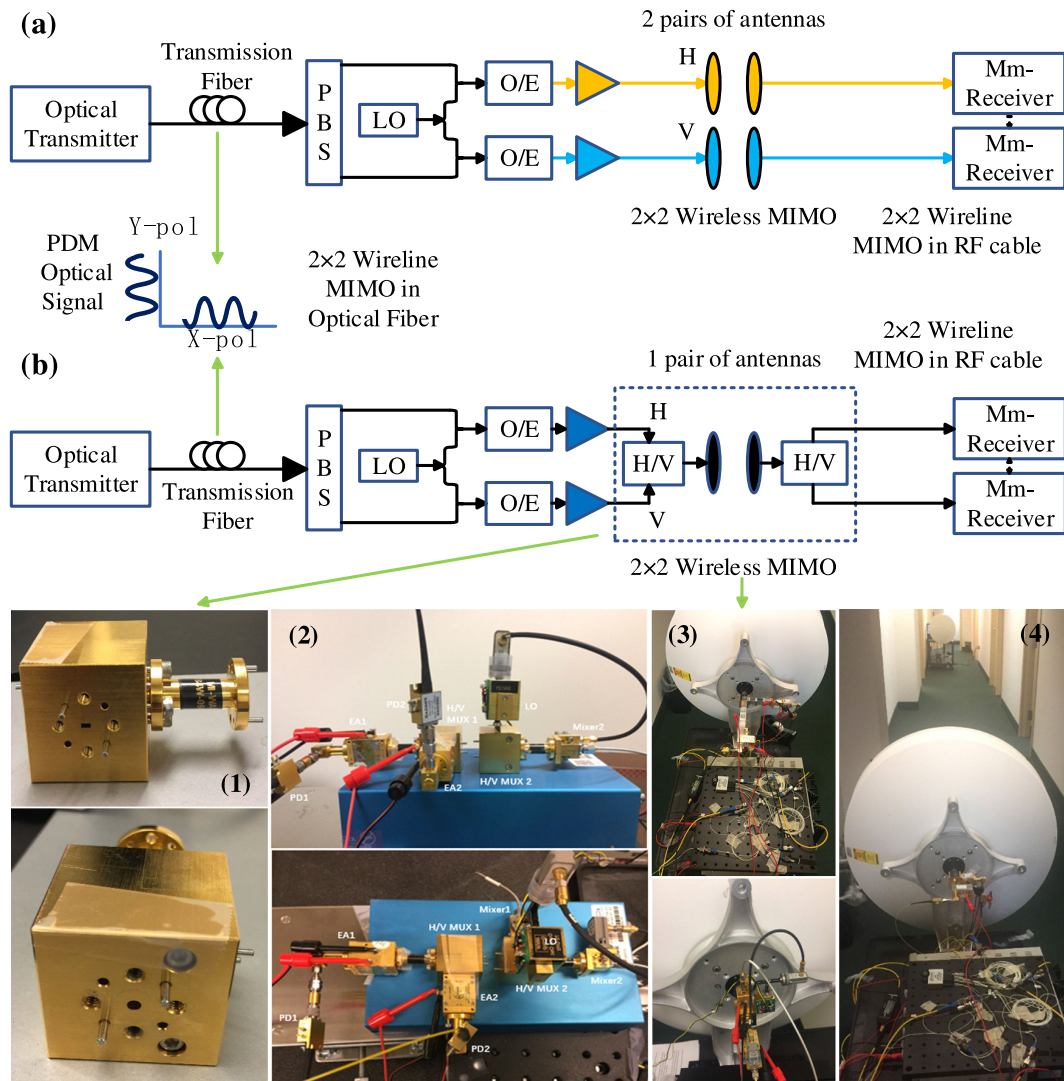 (a)
2 pairs of antennas
Transmission
Fiber
Optical
Transmitter
P
B
S
LO
O/E
O/E
H
V
Mm-
Receiver
Mm-
Receiver
2×2 Wireless MIMO
2×2 Wireline
MIMO in RF cable
Y-pol
PDM
Optical
Signal
X-pol
2×2 Wireline
MIMO in
Optical Fiber
(b)
1 pair of antennas
2×2 Wireline
MIMO in RF cable
Optical
Transmitter
Transmission
Fiber
P
B
S
LO
O/E
O/E
H
V
H/V
H/V
Mm-
Receiver
Mm-
Receiver
2×2 Wireless MIMO
(1)
(2)
PD2
H/V
MUX 1
LO
EA1
Mixer2
PD1
EA2
H/V MUX 2
Mixer1
EA1
H/V MUX 1
LO
Mixer2
H/V MUX 2
EA2
PD1
PD2
(3)
(4)